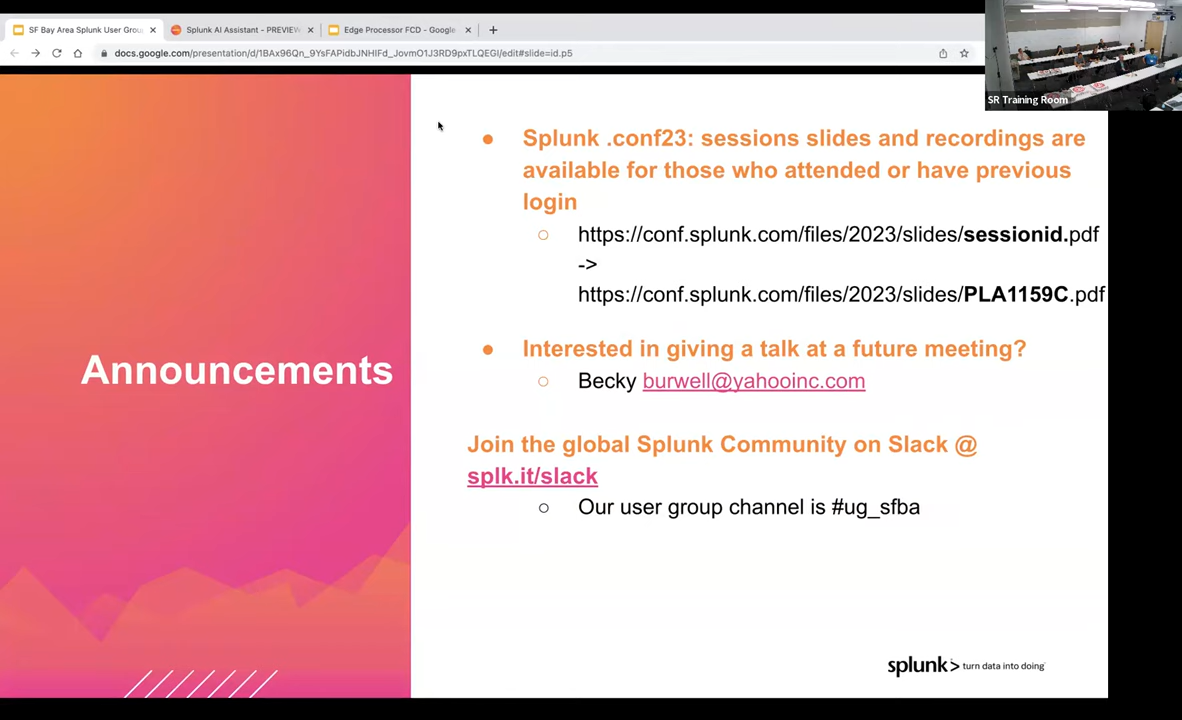 SF Bay Area Splunk User Grou
Splunk AI Assistant - PREVIEW
Edge Processor FCD - Google
docs.google.com/presentation/d/1BAx96Qn_9YsFAPidbJNHIFd_JovmO1J3RD9pxTLQEGI/edit#slide=id.p5
SR Training Room
Announcements
Splunk .conf23: sessions slides and recordings are
available for those who attended or have previous
login
https://conf.splunk.com/files/2023/slides/sessionid.pdf
->
https://conf.splunk.com/files/2023/slides/PLA1159C.pdf
Interested in giving a talk at a future meeting?
Becky burwell@yahooinc.com
Join the global Splunk Community on Slack @
splk.it/slack
Our user group channel is #ug_sfba
splunk> turn data into doing